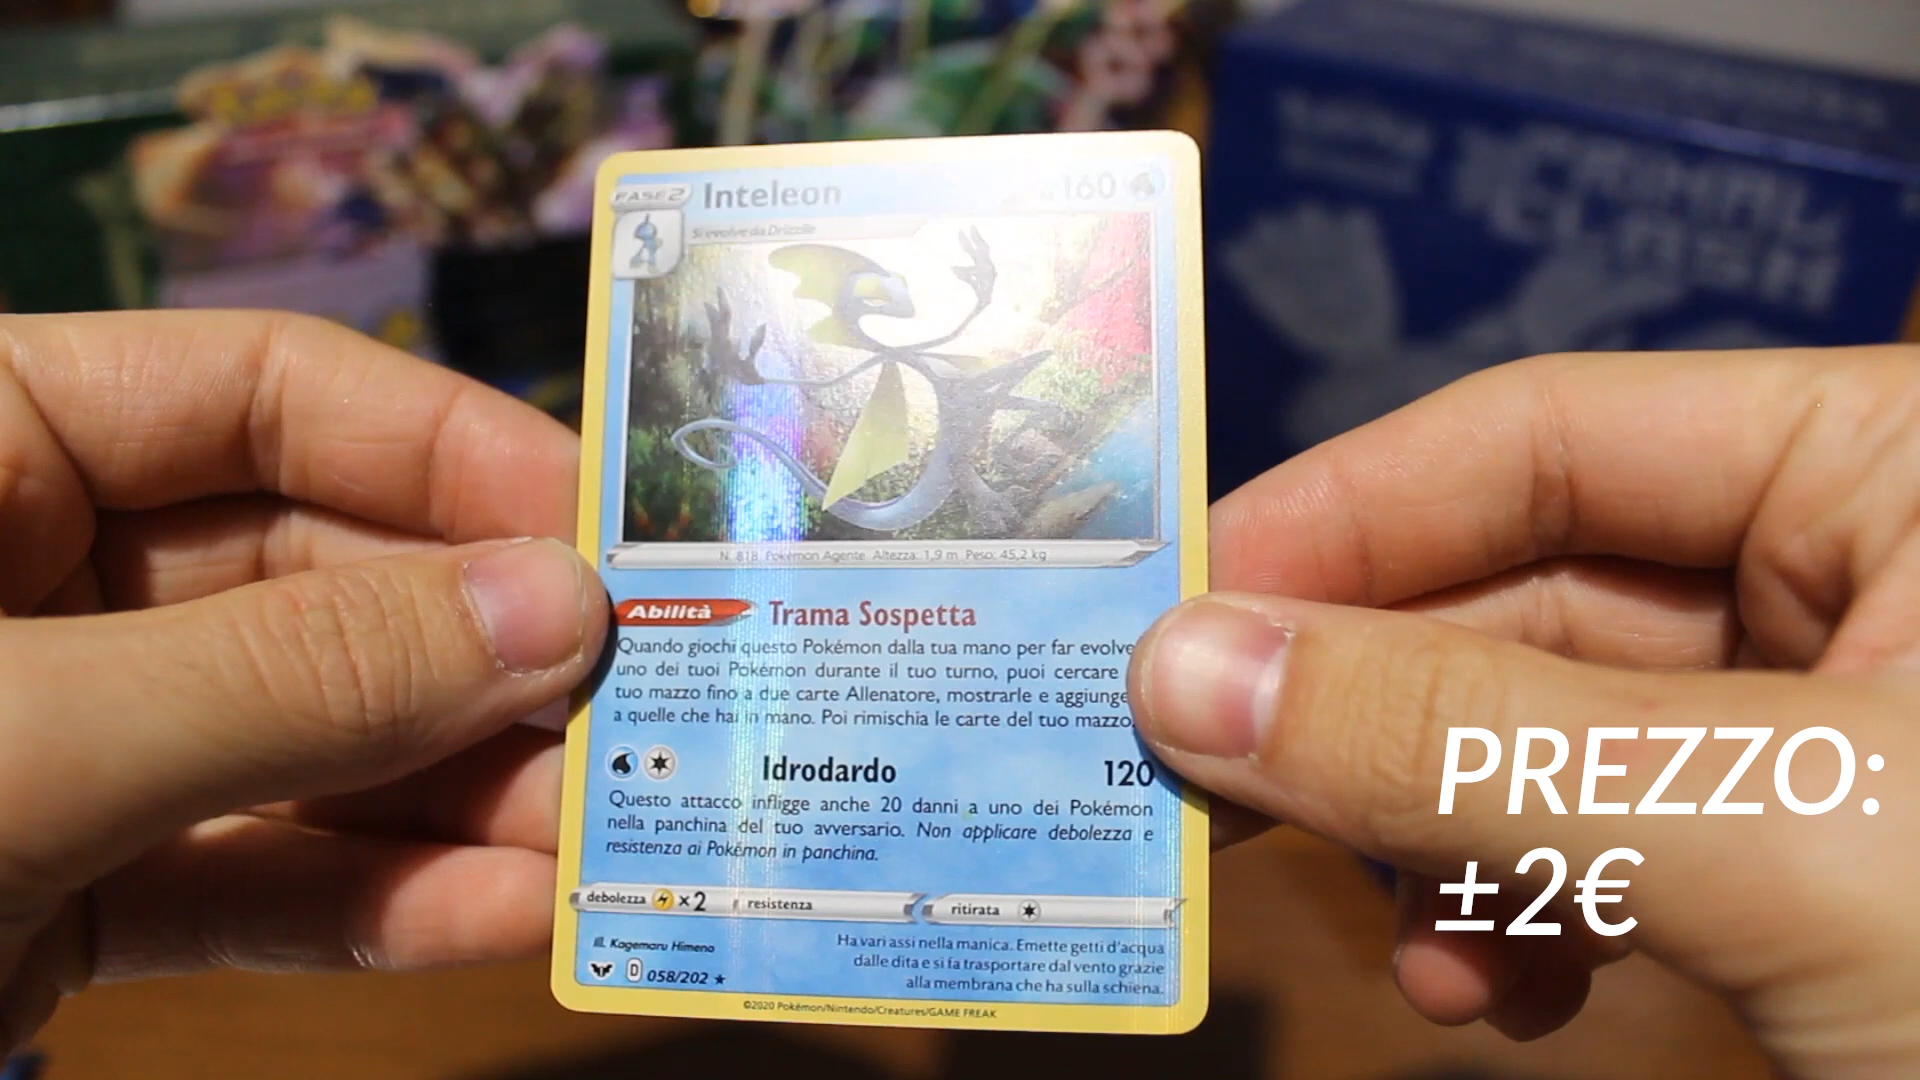 FASE 2 Inteleon 160
Si evolve da Drizzile
N. 818 Pokémon Agente Altezza: 1,9 m Peso: 45,2 kg
Abilità Trama Sospetta
Quando giochi questo Pokémon dalla tua mano per far evolve
uno dei tuoi Pokémon durante il tuo turno, puoi cercare
tuo mazzo fino a due carte Allenatore, mostrarle e aggiunge
a quelle che hai in mano. Poi rimischia le carte del tuo mazzo.
Idrodardo 120
Questo attacco infligge anche 20 danni a uno dei Pokémon
nella panchina del tuo avversario. Non applicare debolezza e
resistenza ai Pokémon in panchina.
debolezza ×2 resistenza ritirata
Ill. Kagemaru Himeno
D 058/202 ★
Ha vari assi nella manica. Emette getti d'acqua
dalle dita e si fa trasportare dal vento grazie
alla membrana che ha sulla schiena.
©2020 Pokémon/Nintendo/Creatures/GAME FREAK
PRIMAL
CLASH
PREZZO:
±2€